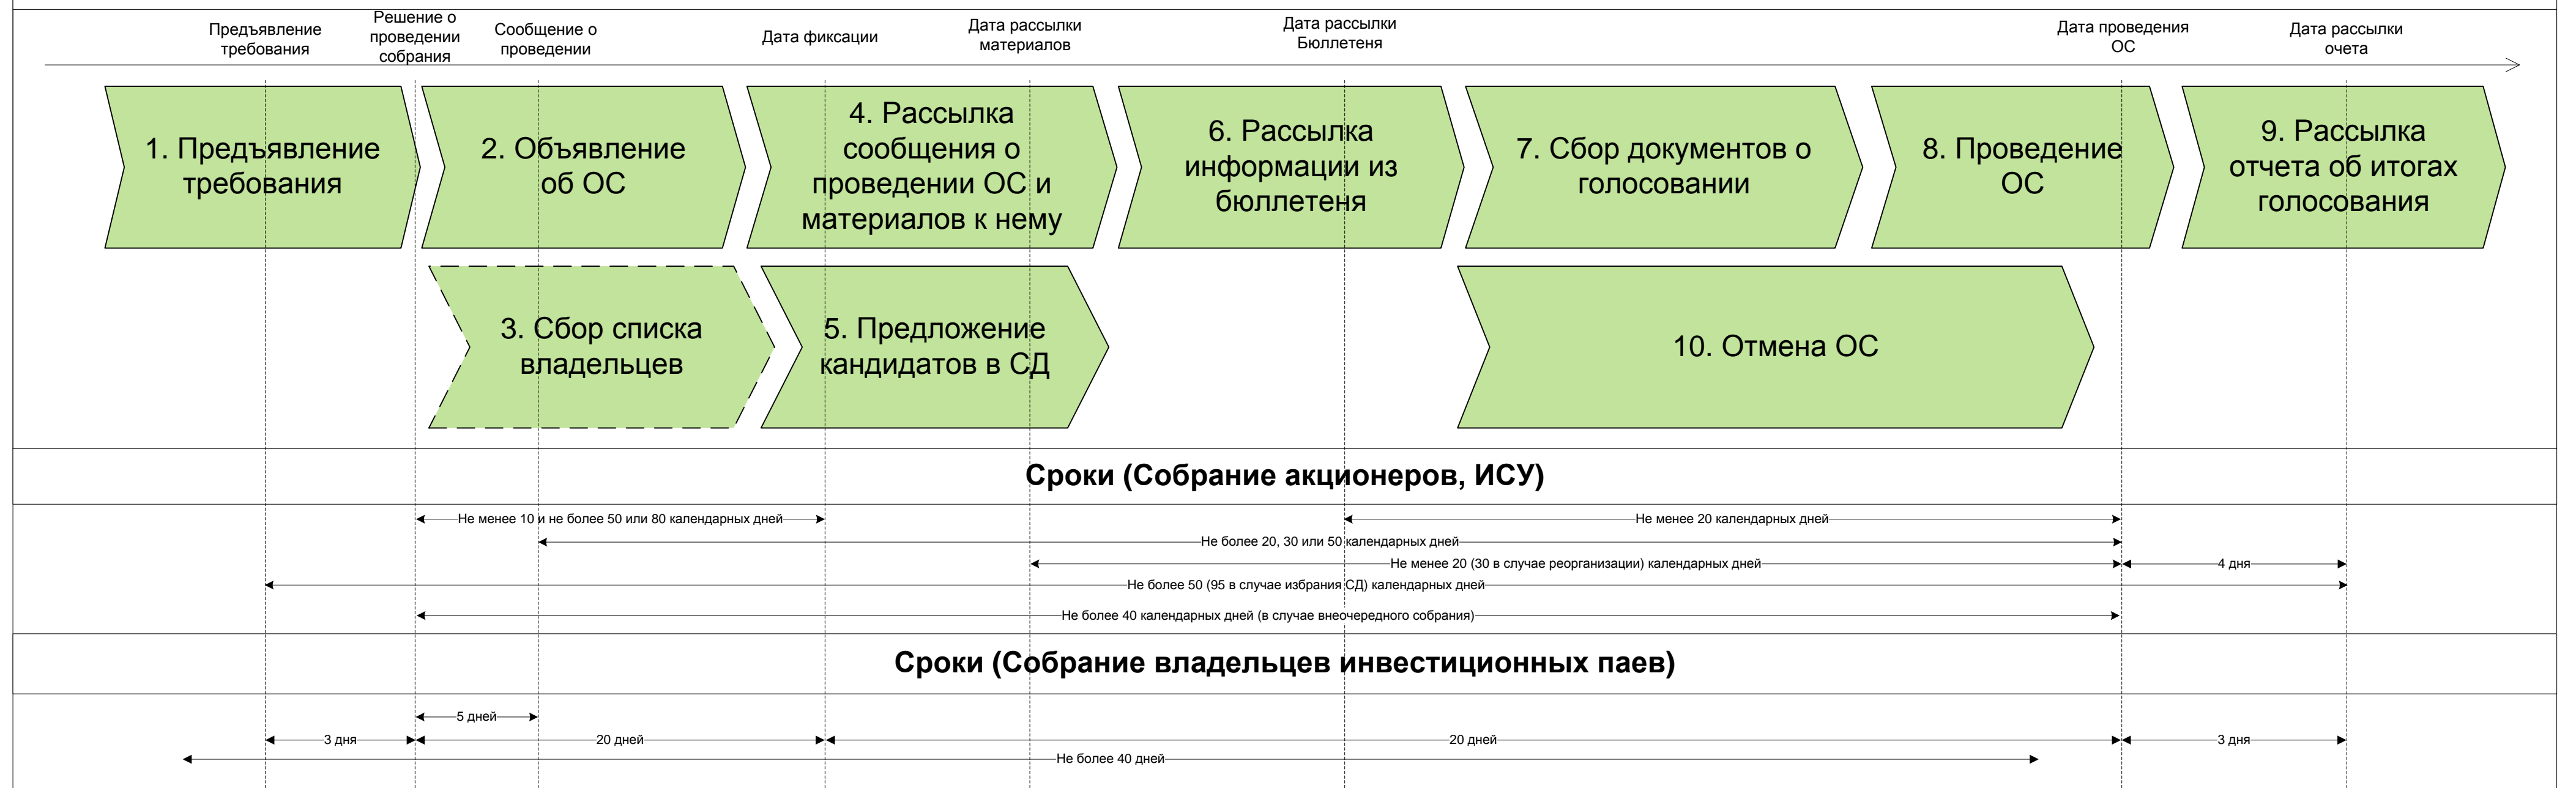 Предъявление
требования
Решение о
проведении
собрания
Сообщение о
проведении
Дата фиксации
Дата рассылки
материалов
Дата рассылки
Бюллетеня
Дата проведения
ОС
Дата рассылки
очета
1. Предъявление
требования
2. Объявление
об ОС
4. Рассылка
сообщения о
проведении ОС и
материалов к нему
6. Рассылка
информации из
бюллетеня
7. Сбор документов о
голосовании
8. Проведение
ОС
9. Рассылка
отчета об итогах
голосования
3. Сбор списка
владельцев
5. Предложение
кандидатов в СД
10. Отмена ОС
Сроки (Собрание акционеров, ИСУ)
Не менее 10 и не более 50 или 80 календарных дней
Не менее 20 календарных дней
Не более 20, 30 или 50 календарных дней
Не менее 20 (30 в случае реорганизации) календарных дней
4 дня
Не более 50 (95 в случае избрания СД) календарных дней
Не более 40 календарных дней (в случае внеочередного собрания)
Сроки (Собрание владельцев инвестиционных паев)
5 дней
3 дня
20 дней
20 дней
3 дня
Не более 40 дней